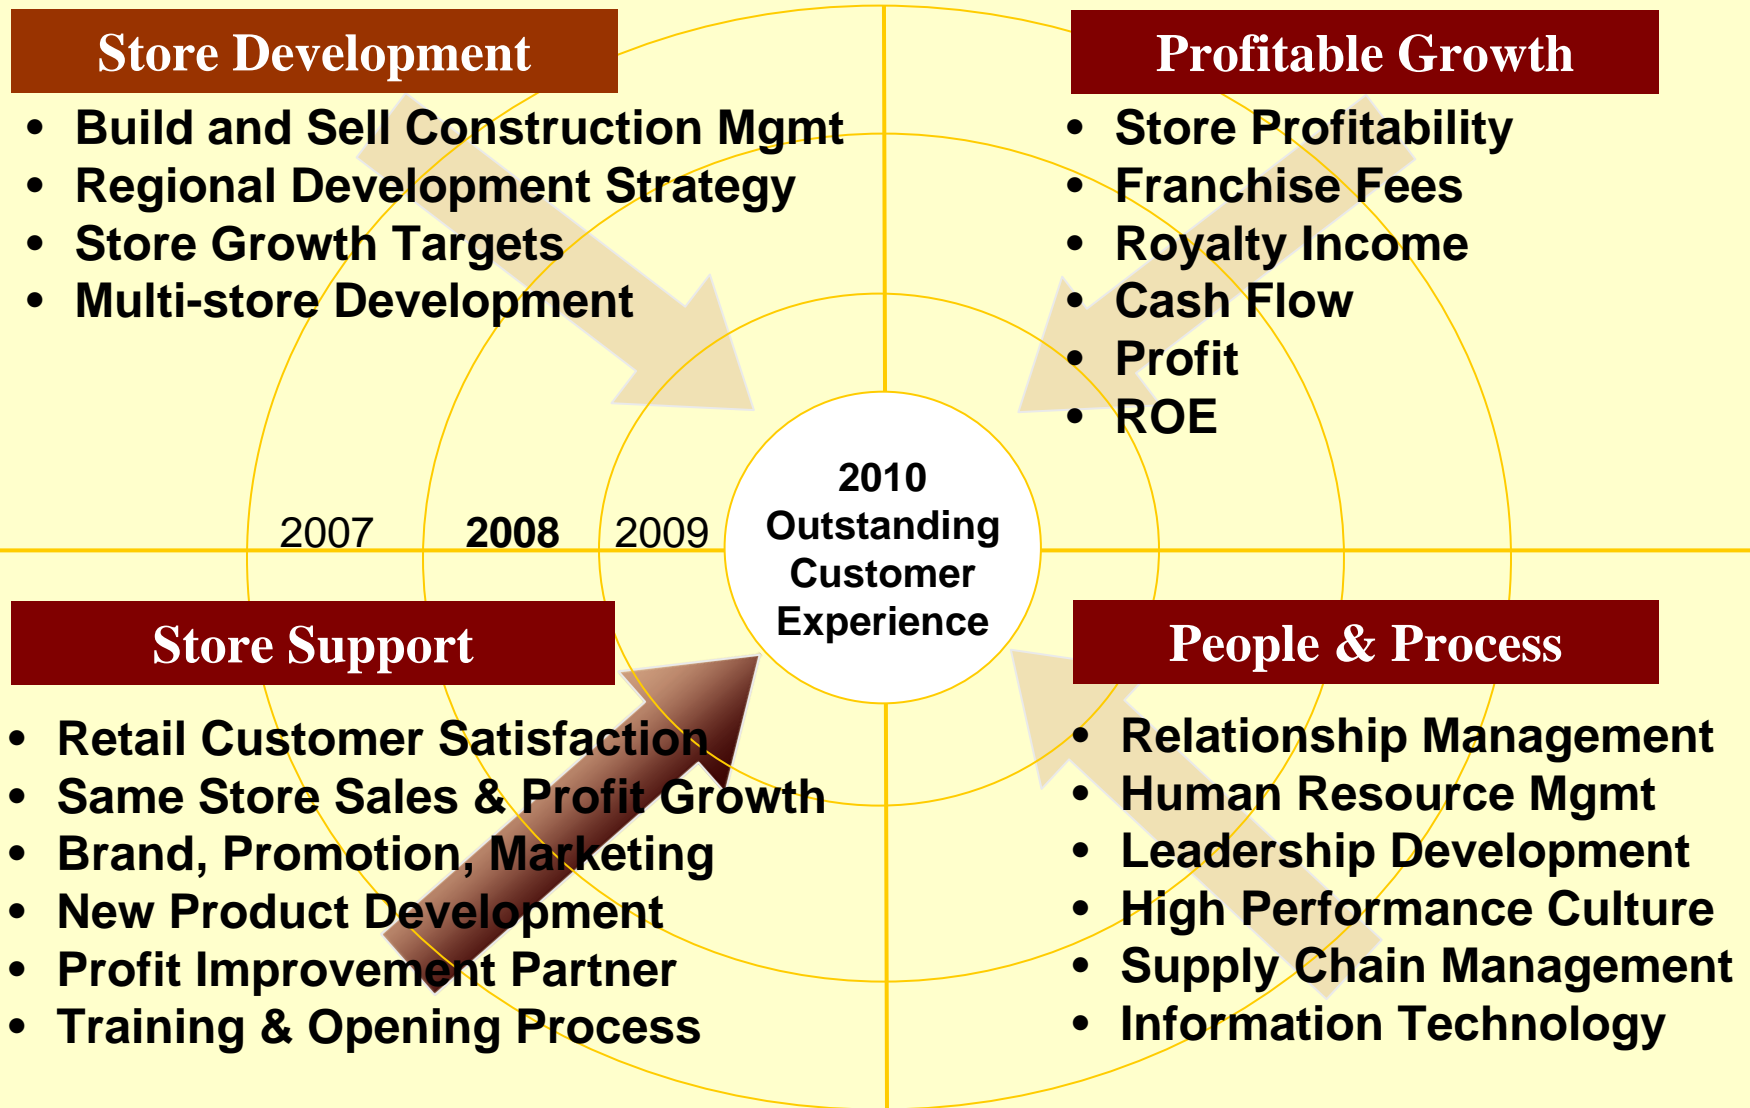 Store Development
• Build and Sell Construction Mgmt
• Regional Development Strategy
• Store Growth Targets
• Multi-store Development
Profitable Growth
• Store Profitability
• Franchise Fees
• Royalty Income
• Cash Flow
• Profit
• ROE
2007 2008 2009
2010
Outstanding
Customer
Experience
Store Support
• Retail Customer Satisfaction
• Same Store Sales & Profit Growth
• Brand, Promotion, Marketing
• New Product Development
• Profit Improvement Partner
• Training & Opening Process
People & Process
• Relationship Management
• Human Resource Mgmt
• Leadership Development
• High Performance Culture
• Supply Chain Management
• Information Technology